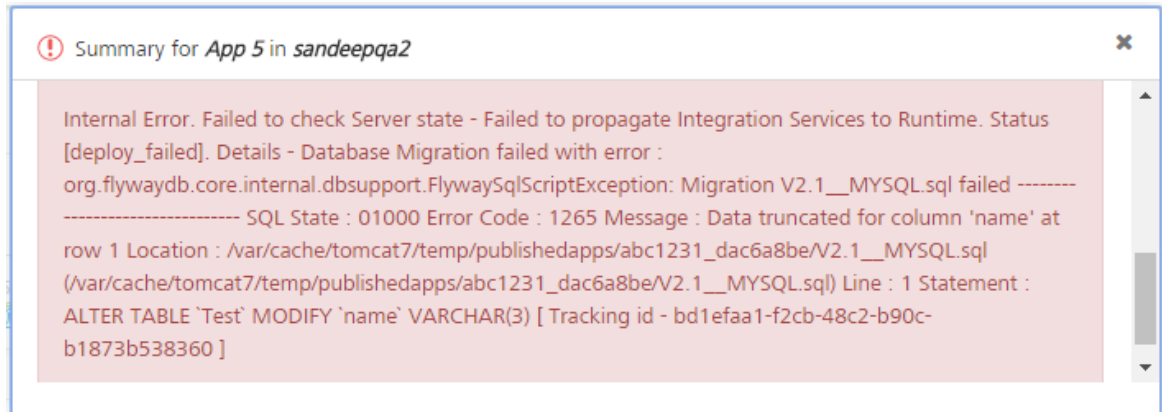 Summary for App 5 in sandeepqa2
Internal Error. Failed to check Server state - Failed to propagate Integration Services to Runtime. Status
[deploy_failed]. Details - Database Migration failed with error :
org.flywaydb.core.internal.dbsupport.FlywaySqlScriptException: Migration V2.1__MYSQL.sql failed --------
------------------------ SQL State : 01000 Error Code : 1265 Message : Data truncated for column 'name' at
row 1 Location : /var/cache/tomcat7/temp/publishedapps/abc1231_dac6a8be/V2.1__MYSQL.sql
(/var/cache/tomcat7/temp/publishedapps/abc1231_dac6a8be/V2.1__MYSQL.sql) Line : 1 Statement :
ALTER TABLE `Test` MODIFY `name` VARCHAR(3) [ Tracking id - bd1efaa1-f2cb-48c2-b90c-
b1873b538360 ]